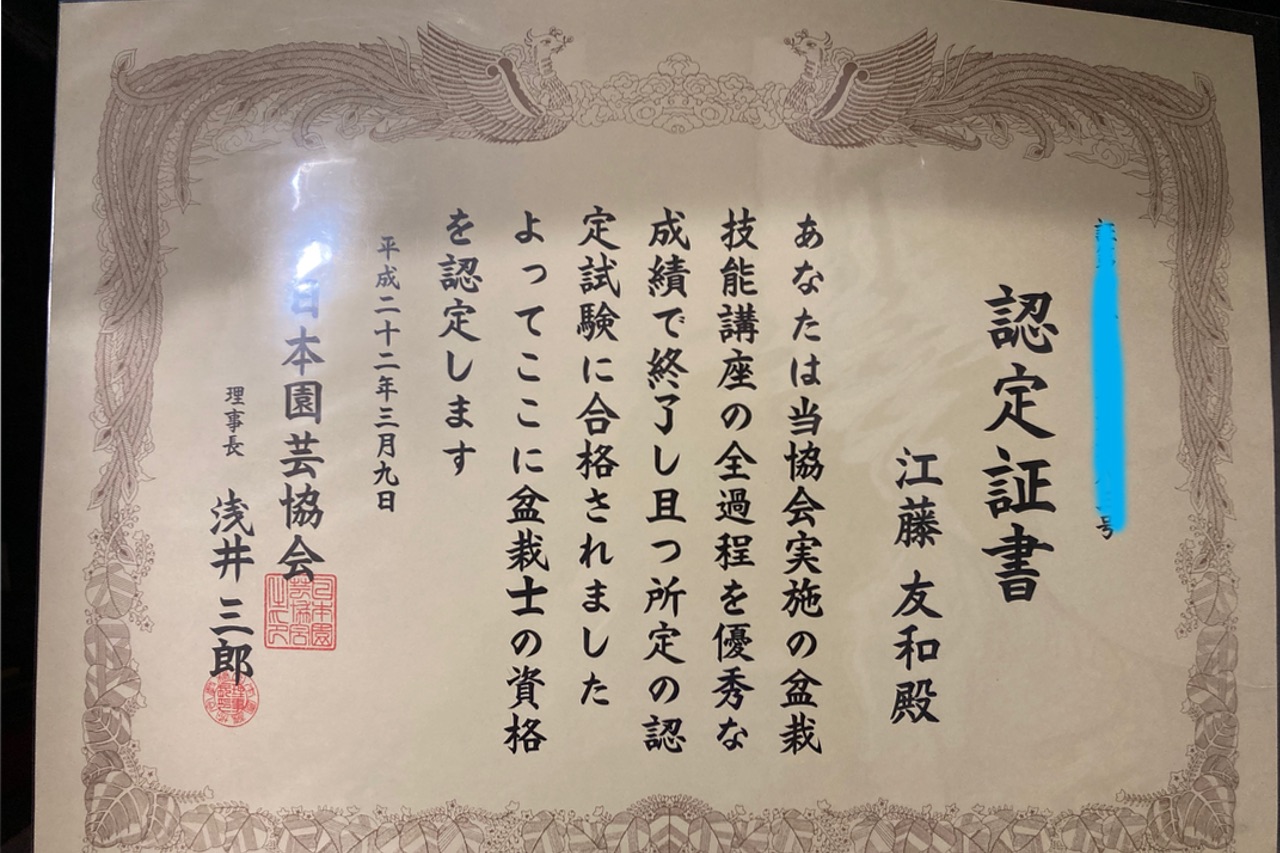 号
認定証書
江藤 友和殿
あなたは当協会実施の盆栽
技能講座の全過程を優秀な
成績で終了し且つ所定の認
定試験に合格されました
よってここに盆栽士の資格
を認定します
平成二十二年三月九日
日本園芸協会
理事長 浅井 三郎